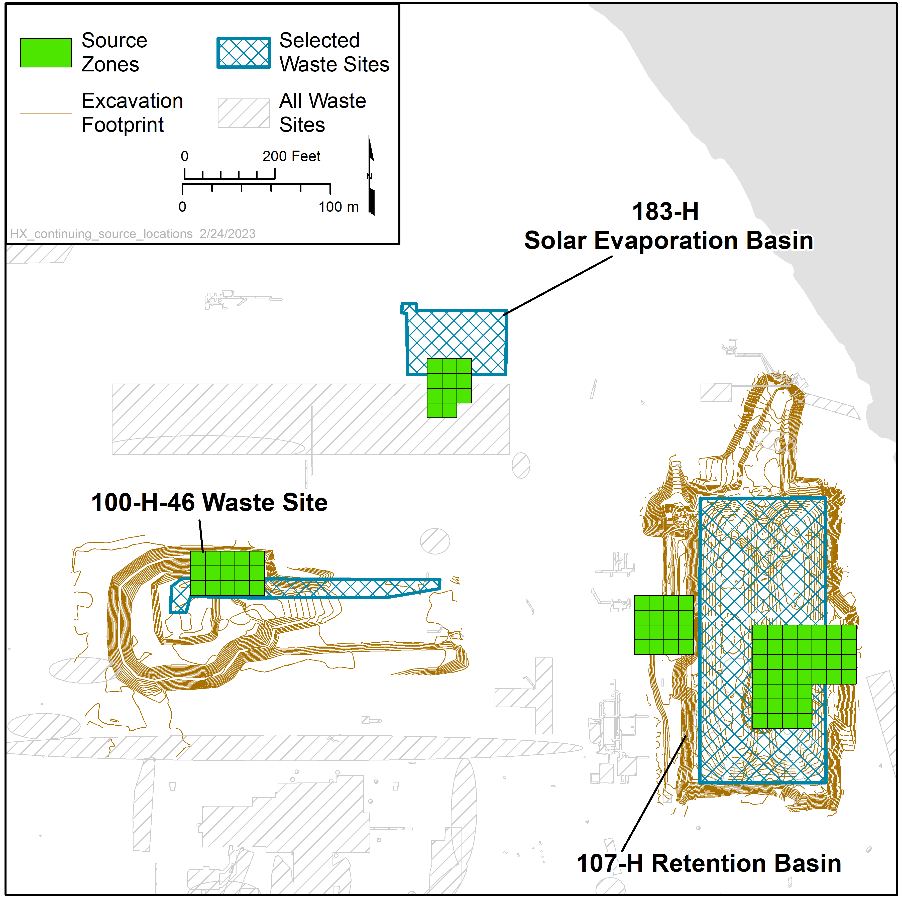 Source
Zones
Selected
Waste Sites
Excavation
Footprint
All Waste
Sites
0 200 Feet
N
0 100 m
HX_continuing_source_locations 2/24/2023
183-H
Solar Evaporation Basin
100-H-46 Waste Site
107-H Retention Basin